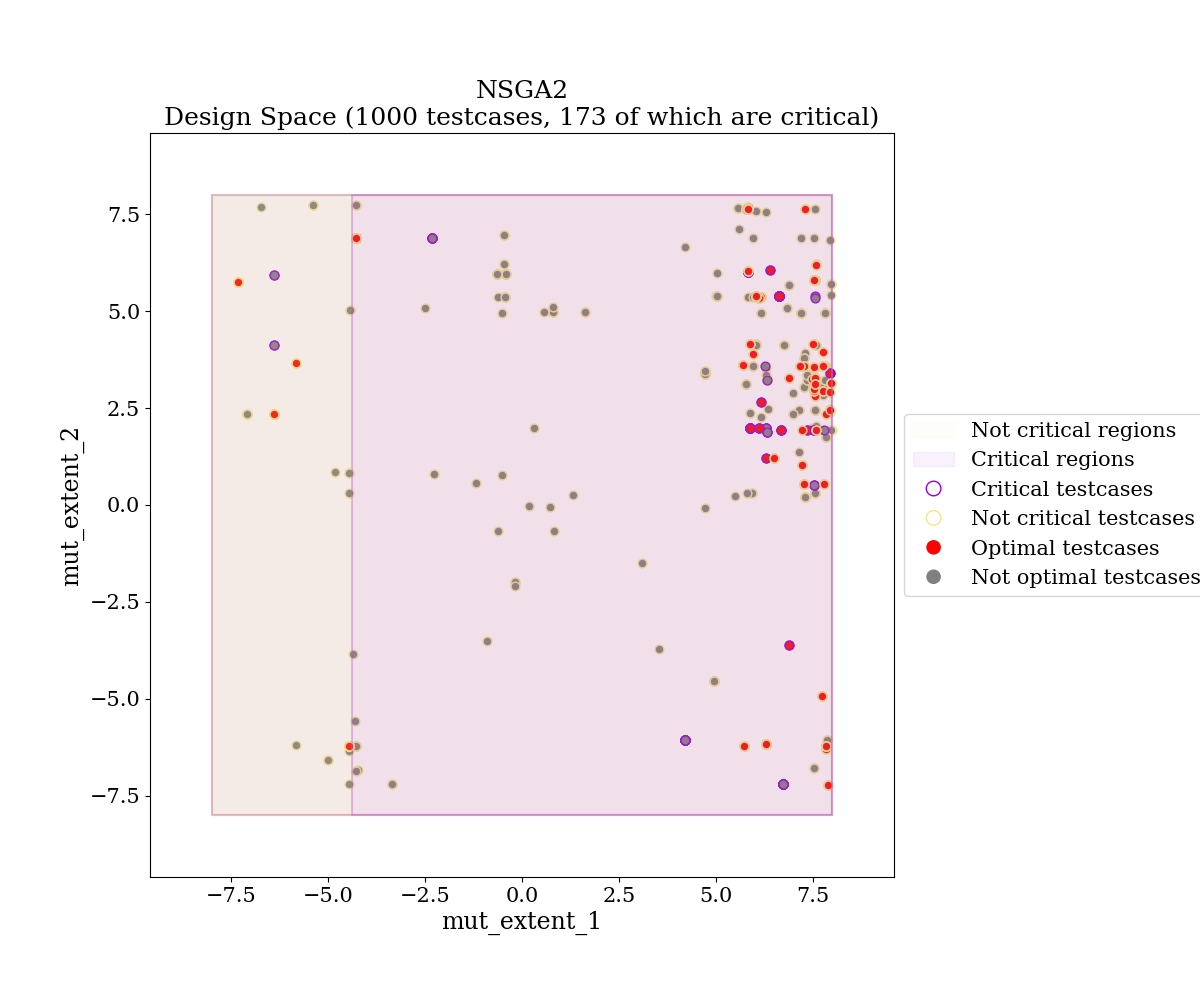 NSGA2
Design Space (1000 testcases, 173 of which are critical)
7.5
5.0
2.5
0.0
−2.5
−5.0
−7.5
mut_extent_2
−7.5
−5.0
−2.5
0.0
2.5
5.0
7.5
mut_extent_1
Not critical regions
Critical regions
Critical testcases
Not critical testcases
Optimal testcases
Not optimal testcases